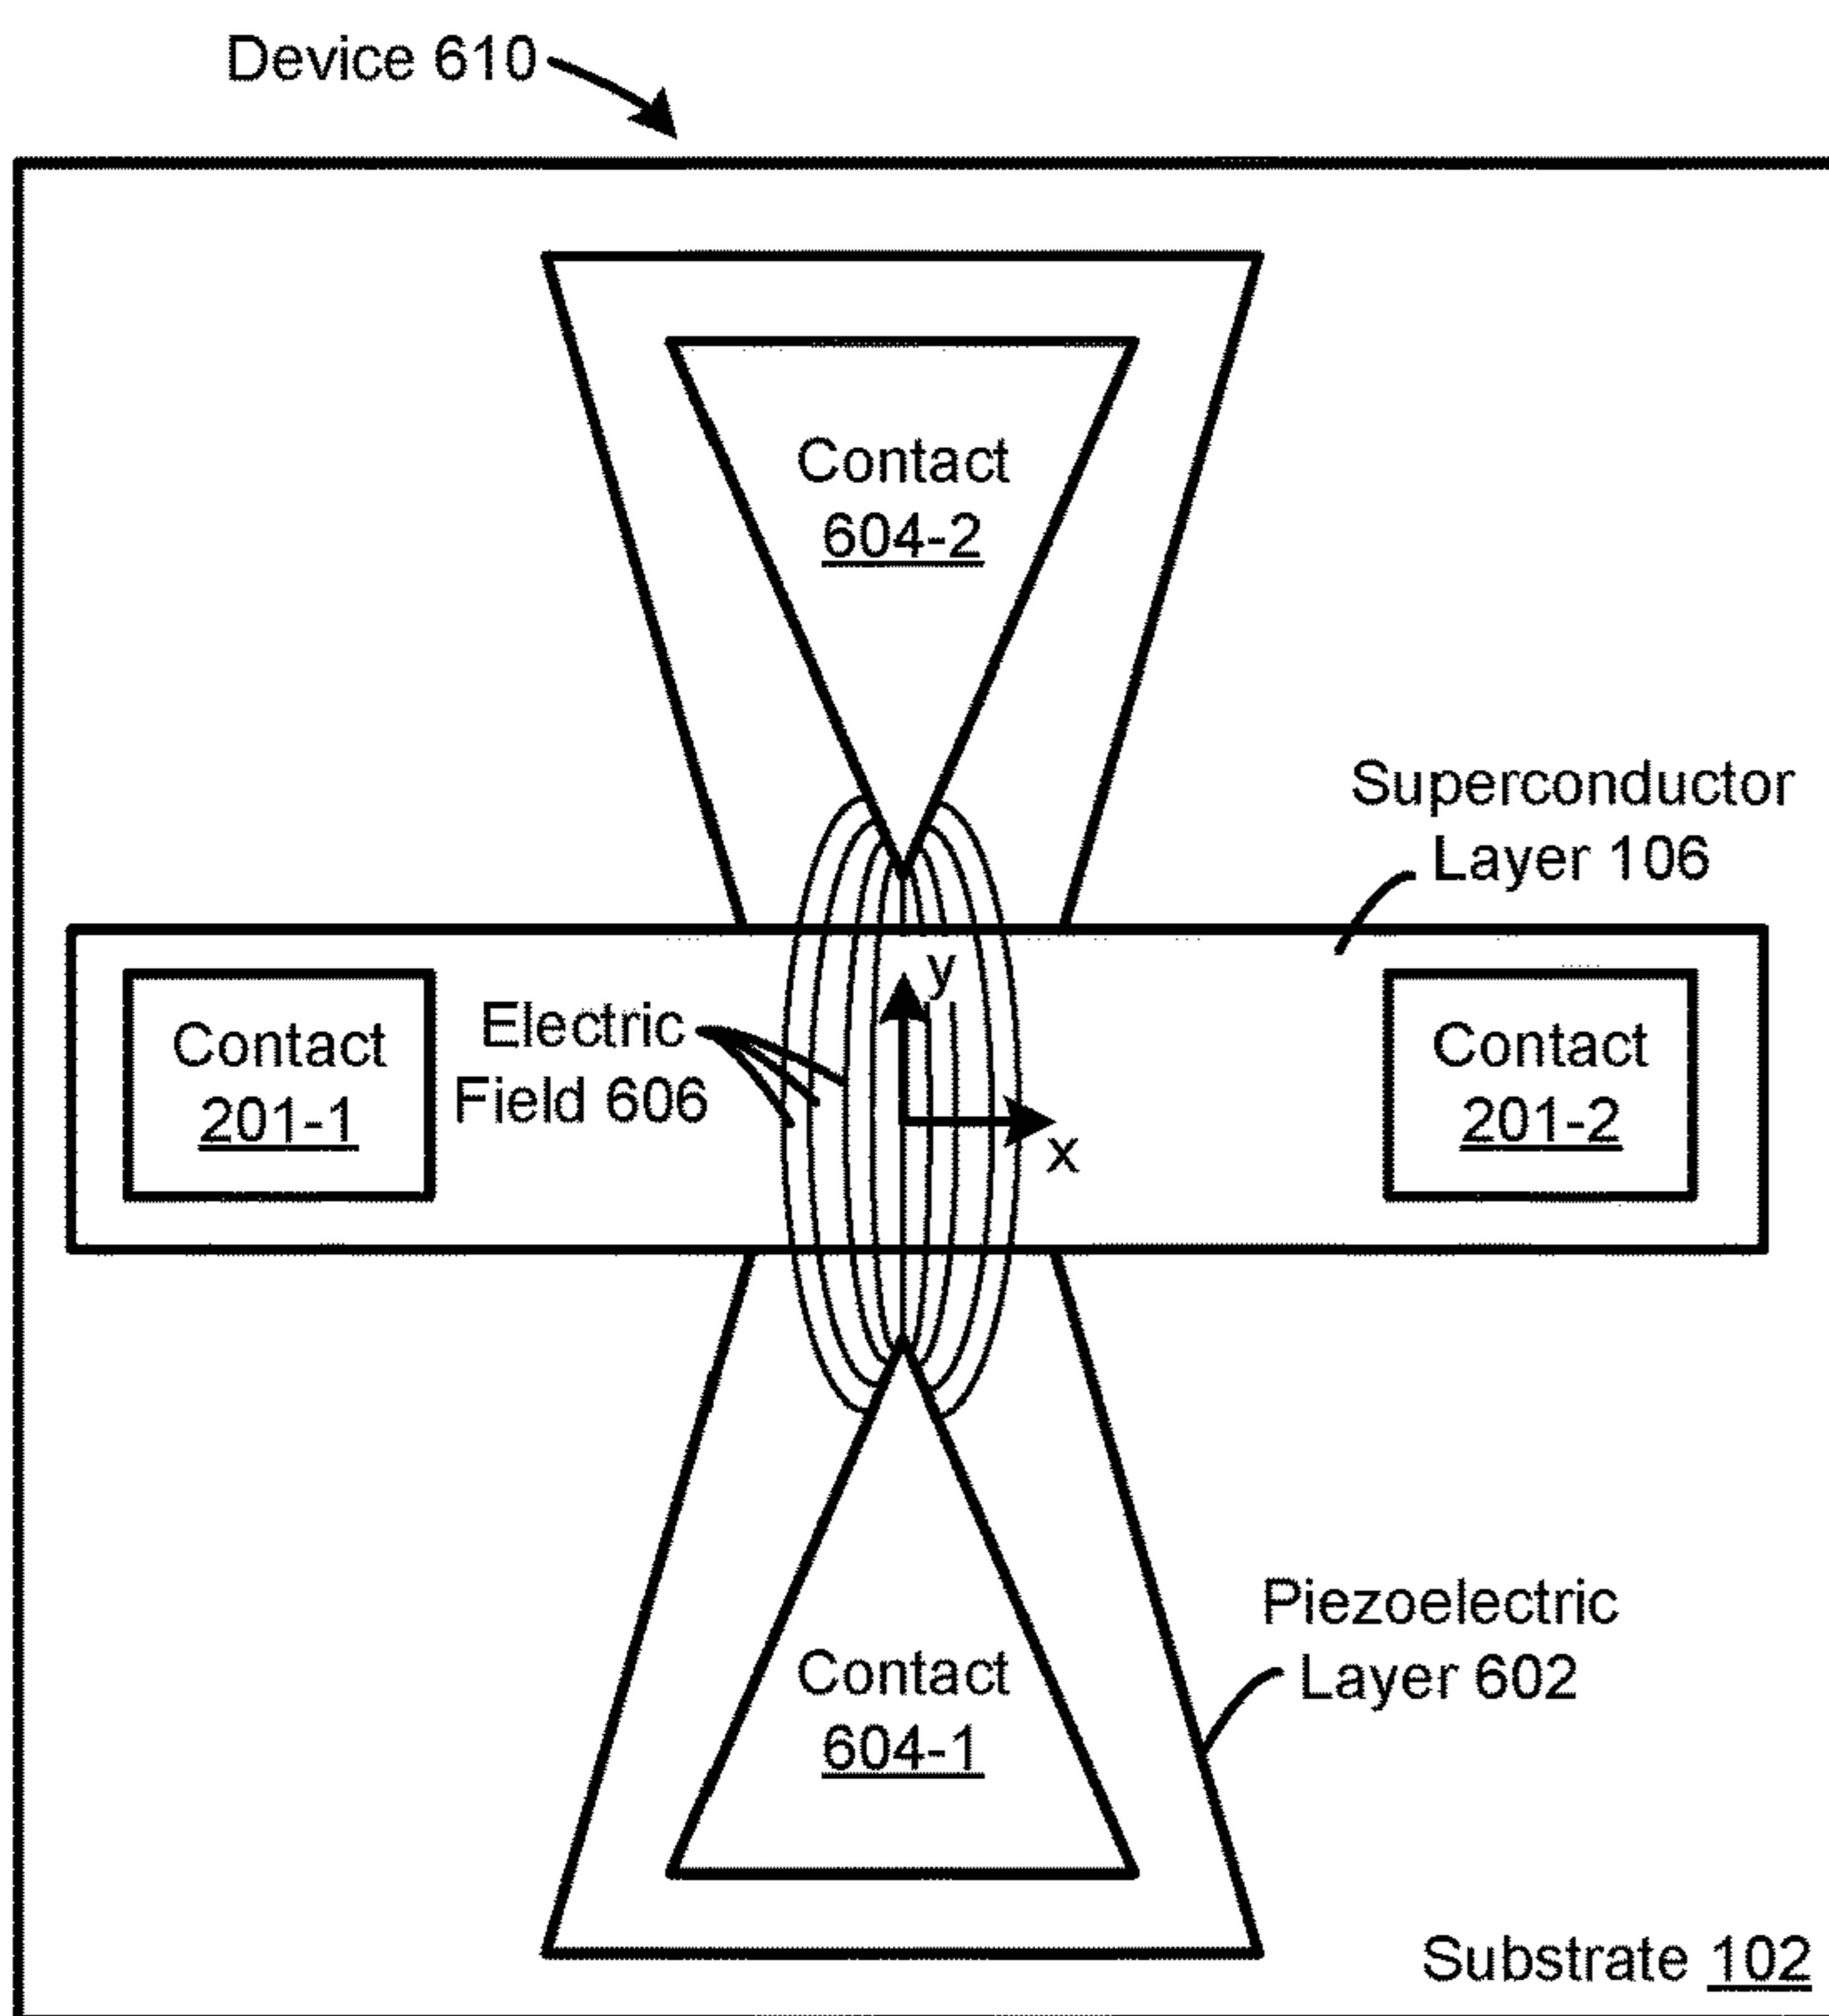 Device 610
Contact
604-2
Superconductor
Layer 106
y
Electric
Field 606
Contact
201-1
Contact
201-2
x
Piezoelectric
Layer 602
Contact
604-1
Substrate 102